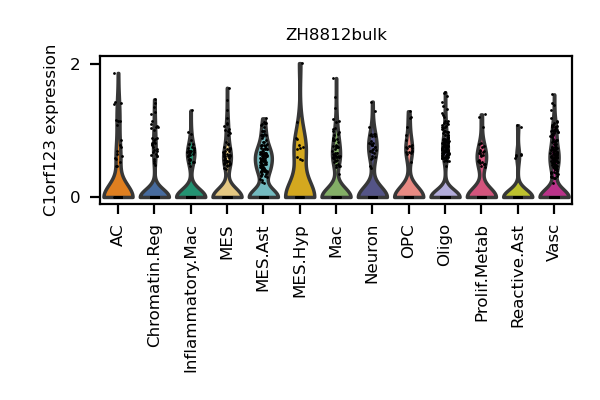 ZH8812bulk
C1orf123 expression
2
0
AC
Chromatin.Reg
Inflammatory.Mac
MES
MES.Ast
MES.Hyp
Mac
Neuron
OPC
Oligo
Prolif.Metab
Reactive.Ast
Vasc